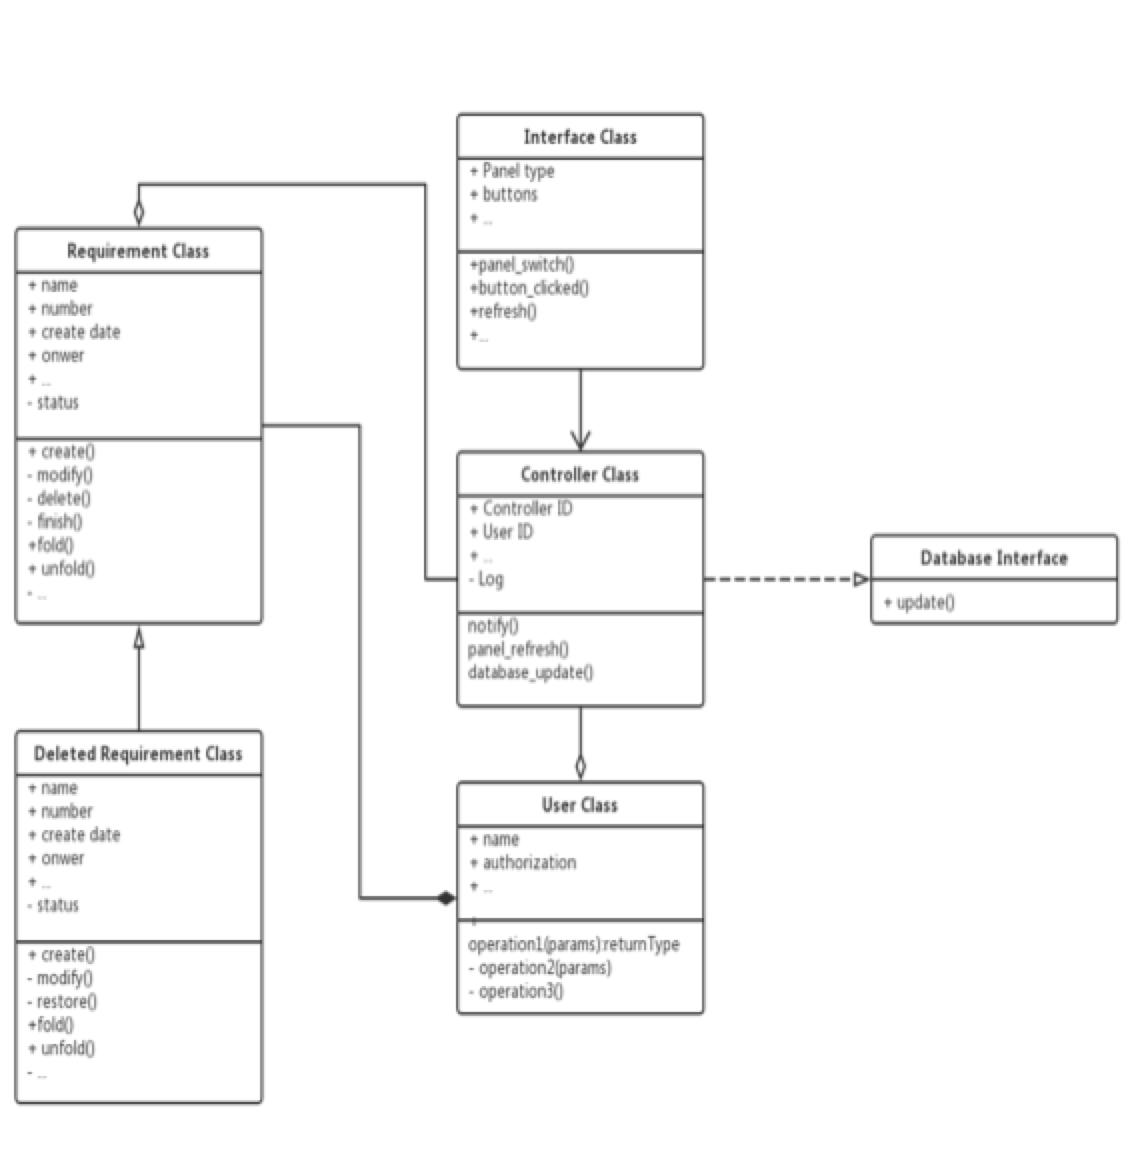 Interface Class
+ Panel type
+ buttons
+ ...
+panel_switch()
+button_clicked()
+refresh()
+...
Requirement Class
+ name
+ number
+ create date
+ onwer
+ ...
- status
+ create()
- modify()
- delete()
- finish()
+fold()
+ unfold()
- ...
Controller Class
+ Controller ID
+ User ID
+ ...
- Log
notify()
panel_refresh()
database_update()
Database Interface
+ update()
Deleted Requirement Class
+ name
+ number
+ create date
+ onwer
+ ...
- status
+ create()
- modify()
- restore()
+fold()
+ unfold()
- ...
User Class
+ name
+ authorization
+ ...
+
operation1(params):returnType
- operation2(params)
- operation3()